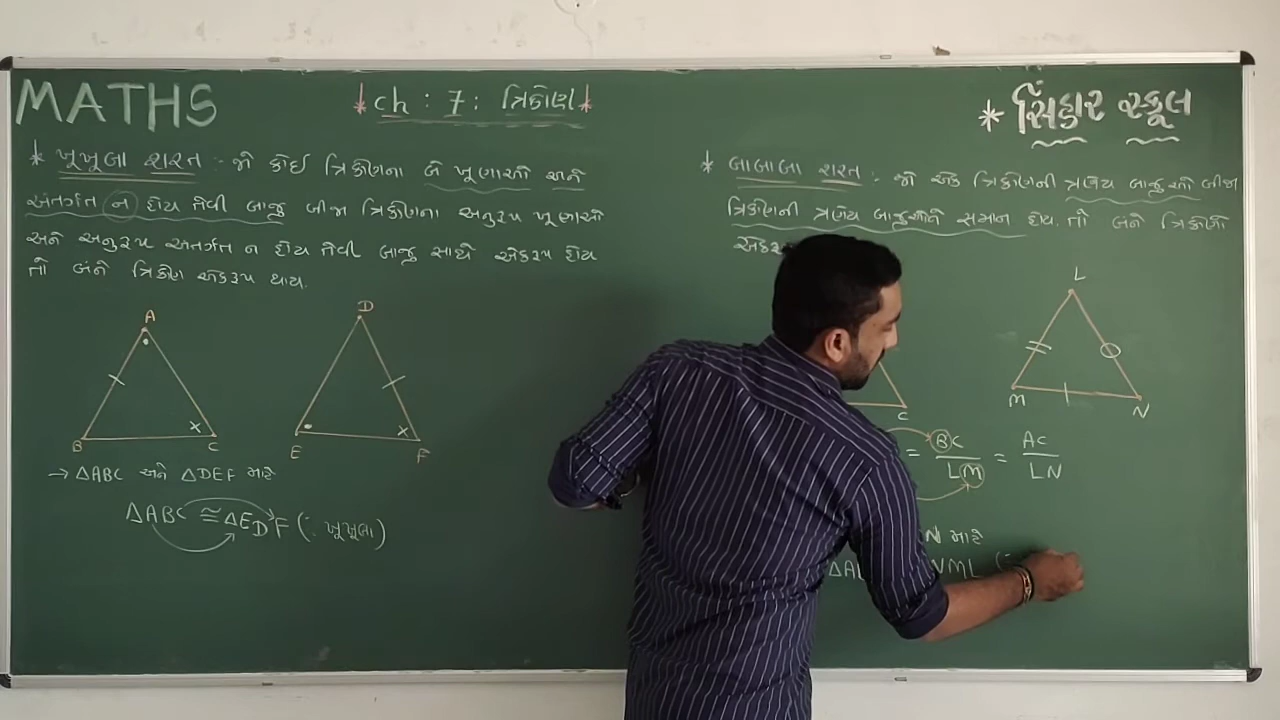 MATHS
ch : 7 : ત્રિકોણ
* સિંહાર સ્કૂલ
* ખૂખૂબા શરત :- જો કોઈ ત્રિકોણના બે ખૂણાઓ અને
અંતર્ગત ન હોય તેવી બાજુ બીજા ત્રિકોણના અનુરૂપ ખૂણાઓ
અને અનુરૂપ અંતર્ગત ન હોય તેવી બાજુ સાથે એકરૂપ હોય
તો બંને ત્રિકોણ એકરૂપ થાય.
A
B
C
D
E
F
→ △ABC અને △DEF માટે
△ABC ≅ △EDF (∵ ખૂખૂબા)
* બાબાબા શરત :- જો એક ત્રિકોણની ત્રણેય બાજુઓ બીજા
ત્રિકોણની ત્રણેય બાજુઓને સમાન હોય. તો બંને ત્રિકોણો
C
L
M
N
= BC/LM = AC/LN
N માટે
NML (∵